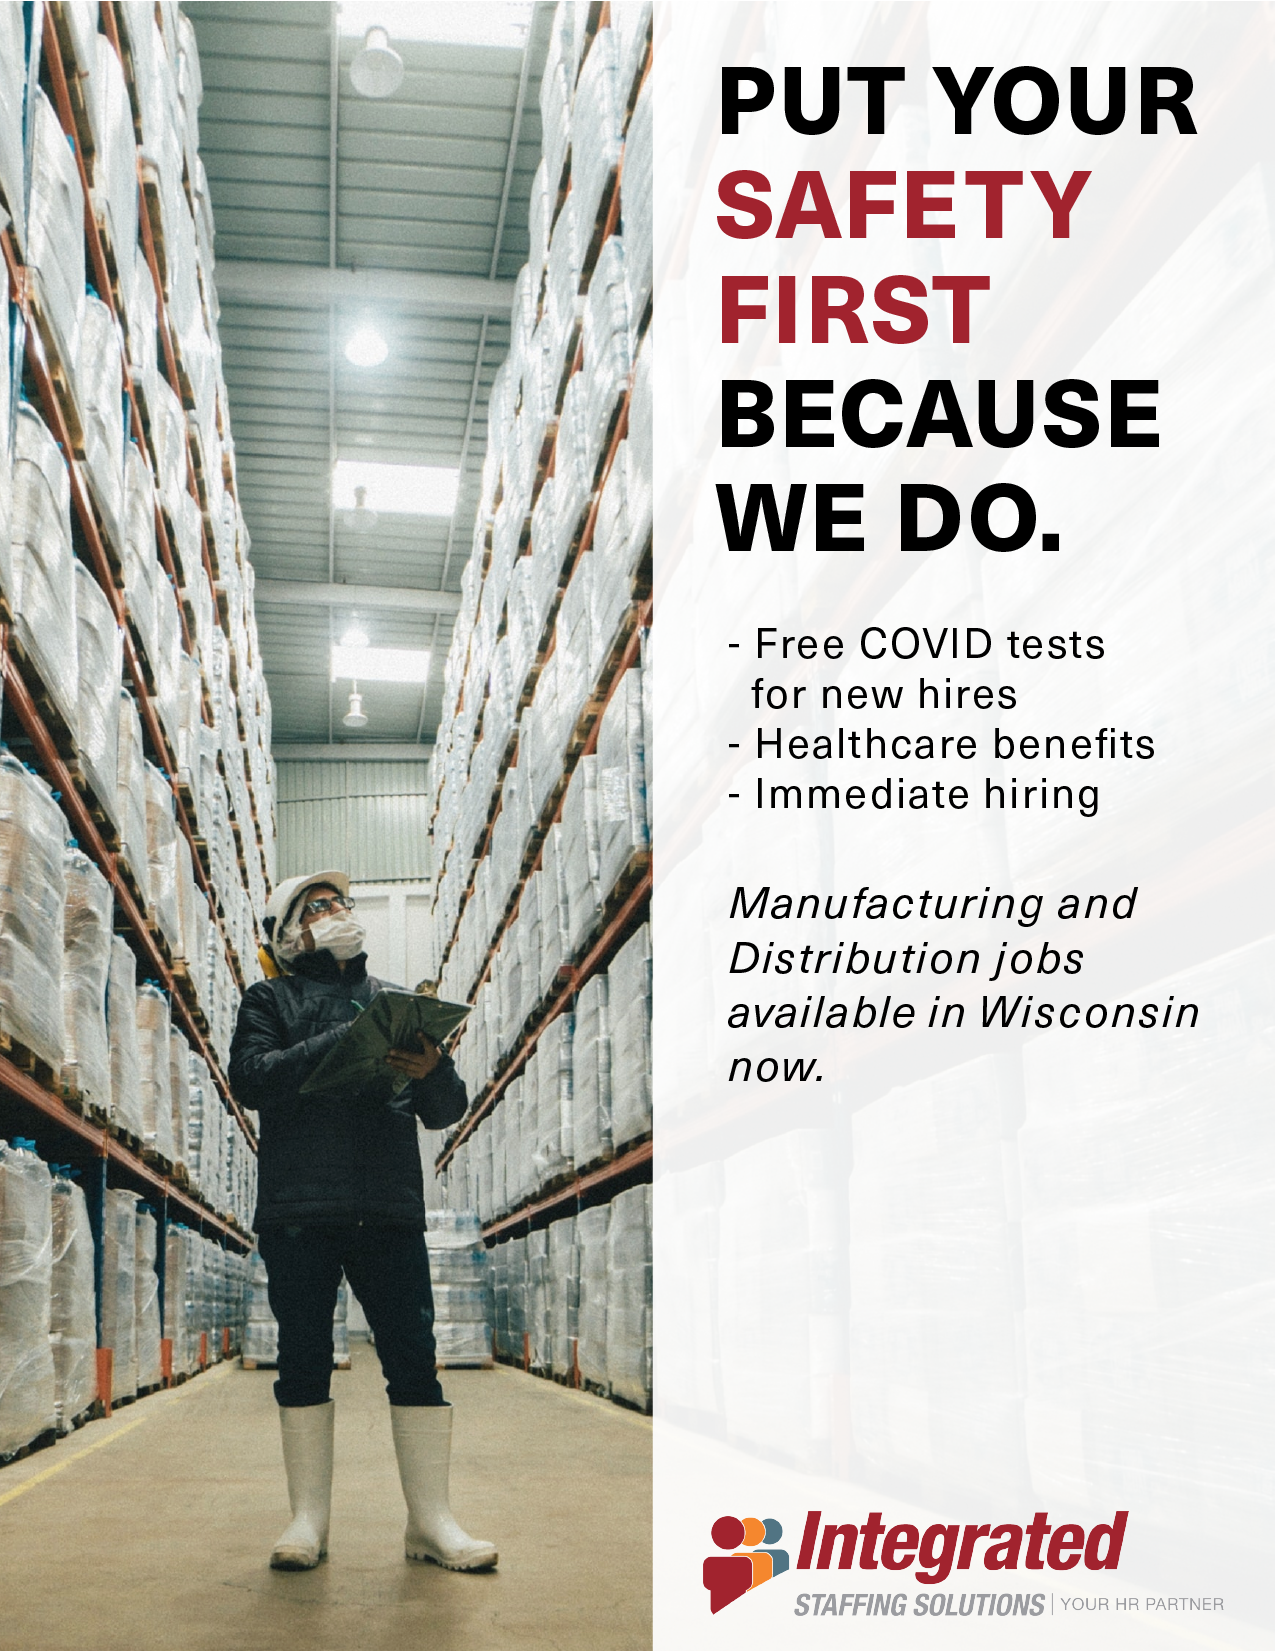 PUT YOUR
SAFETY
FIRST
BECAUSE
WE DO.
- Free COVID tests
for new hires
- Healthcare benefits
- Immediate hiring
Manufacturing and
Distribution jobs
available in Wisconsin
now.
Integrated
STAFFING SOLUTIONS | YOUR HR PARTNER